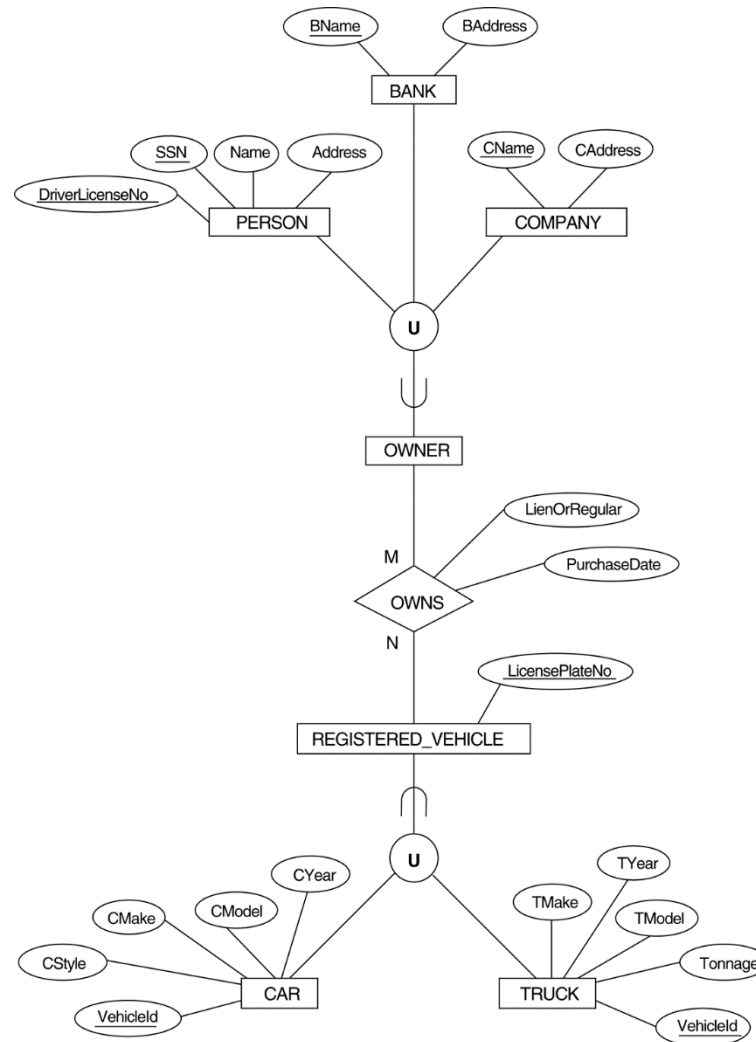 BName
BAddress
BANK
SSN
Name
Address
CName
CAddress
DriverLicenseNo
PERSON
COMPANY
U
OWNER
LienOrRegular
M
PurchaseDate
OWNS
N
LicensePlateNo
REGISTERED_VEHICLE
U
CYear
TYear
CModel
TMake
CMake
TModel
CStyle
Tonnage
CAR
TRUCK
VehicleId
VehicleId